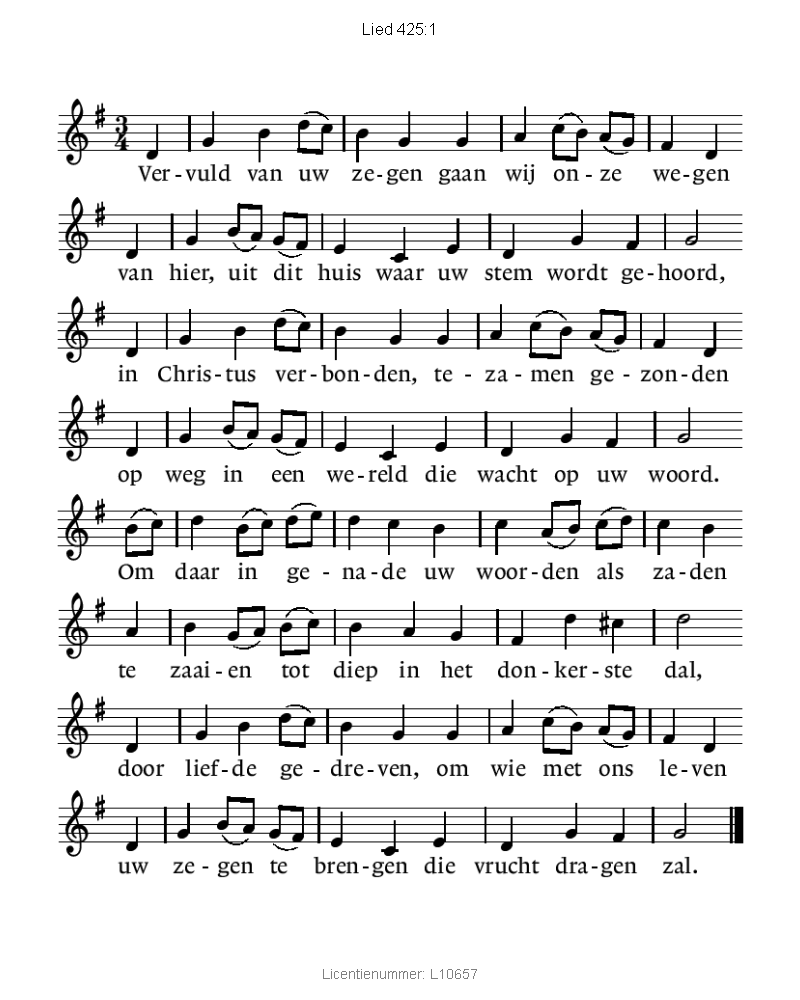 Lied 425:1
3
4
Ver-vuld van uw ze-gen gaan wij on-ze we-gen
van hier, uit dit huis waar uw stem wordt ge-hoord,
in Chris-tus ver-bon-den, te-za-men ge-zon-den
op weg in een we-reld die wacht op uw woord.
Om daar in ge-na-de uw woor-den als za-den
te zaai-en tot diep in het don-ker-ste dal,
door lief-de ge-dre-ven, om wie met ons le-ven
uw ze-gen te bren-gen die vrucht dra-gen zal.
Licentienummer: L10657